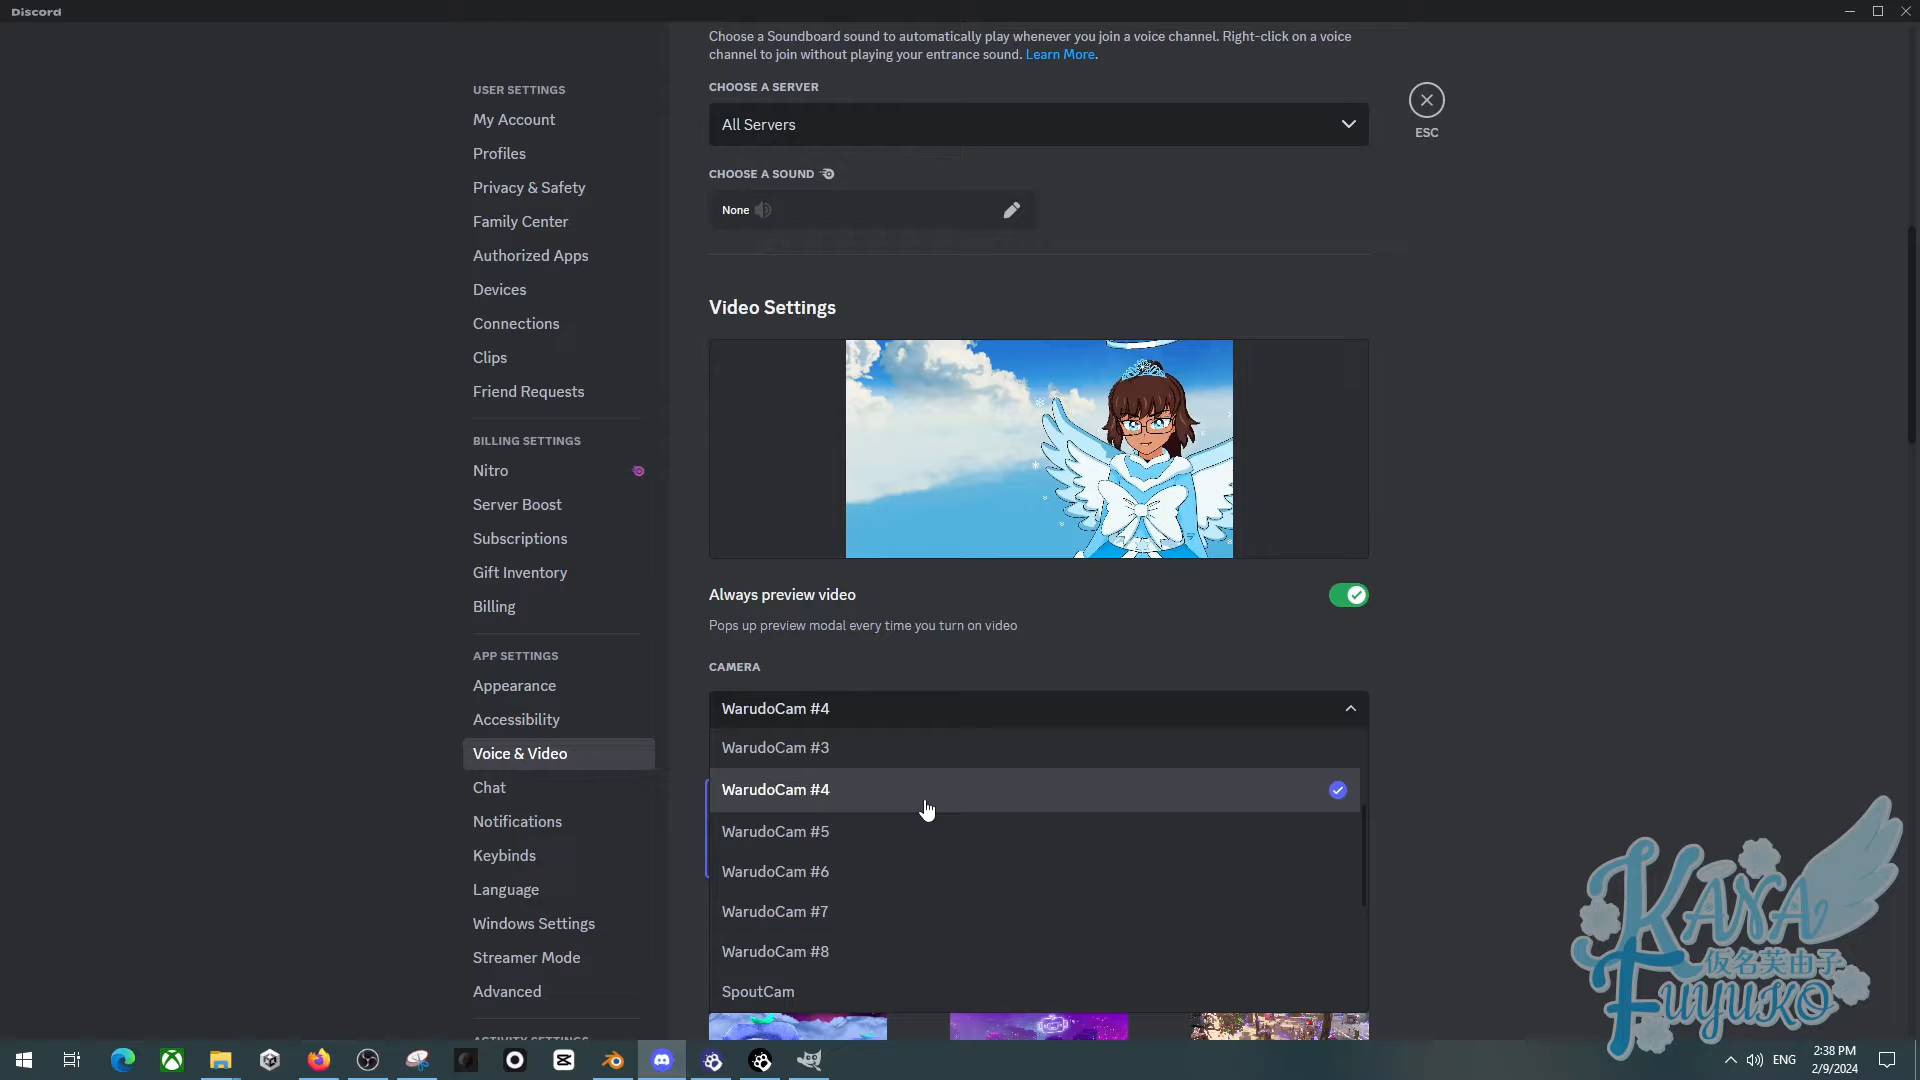 Discord
Choose a Soundboard sound to automatically play whenever you join a voice channel. Right-click on a voice
channel to join without playing your entrance sound. Learn More.
CHOOSE A SERVER
All Servers
ESC
CHOOSE A SOUND
None
USER SETTINGS
My Account
Profiles
Privacy & Safety
Family Center
Authorized Apps
Devices
Connections
Clips
Friend Requests
BILLING SETTINGS
Nitro
Server Boost
Subscriptions
Gift Inventory
Billing
APP SETTINGS
Appearance
Accessibility
Voice & Video
Chat
Notifications
Keybinds
Language
Windows Settings
Streamer Mode
Advanced
Video Settings
Always preview video
Pops up preview modal every time you turn on video
CAMERA
WarudoCam #4
WarudoCam #3
WarudoCam #4
WarudoCam #5
WarudoCam #6
WarudoCam #7
WarudoCam #8
SpoutCam
KANA
仮名芙由子
FUYUKO
ENG
2:38 PM
2/9/2024